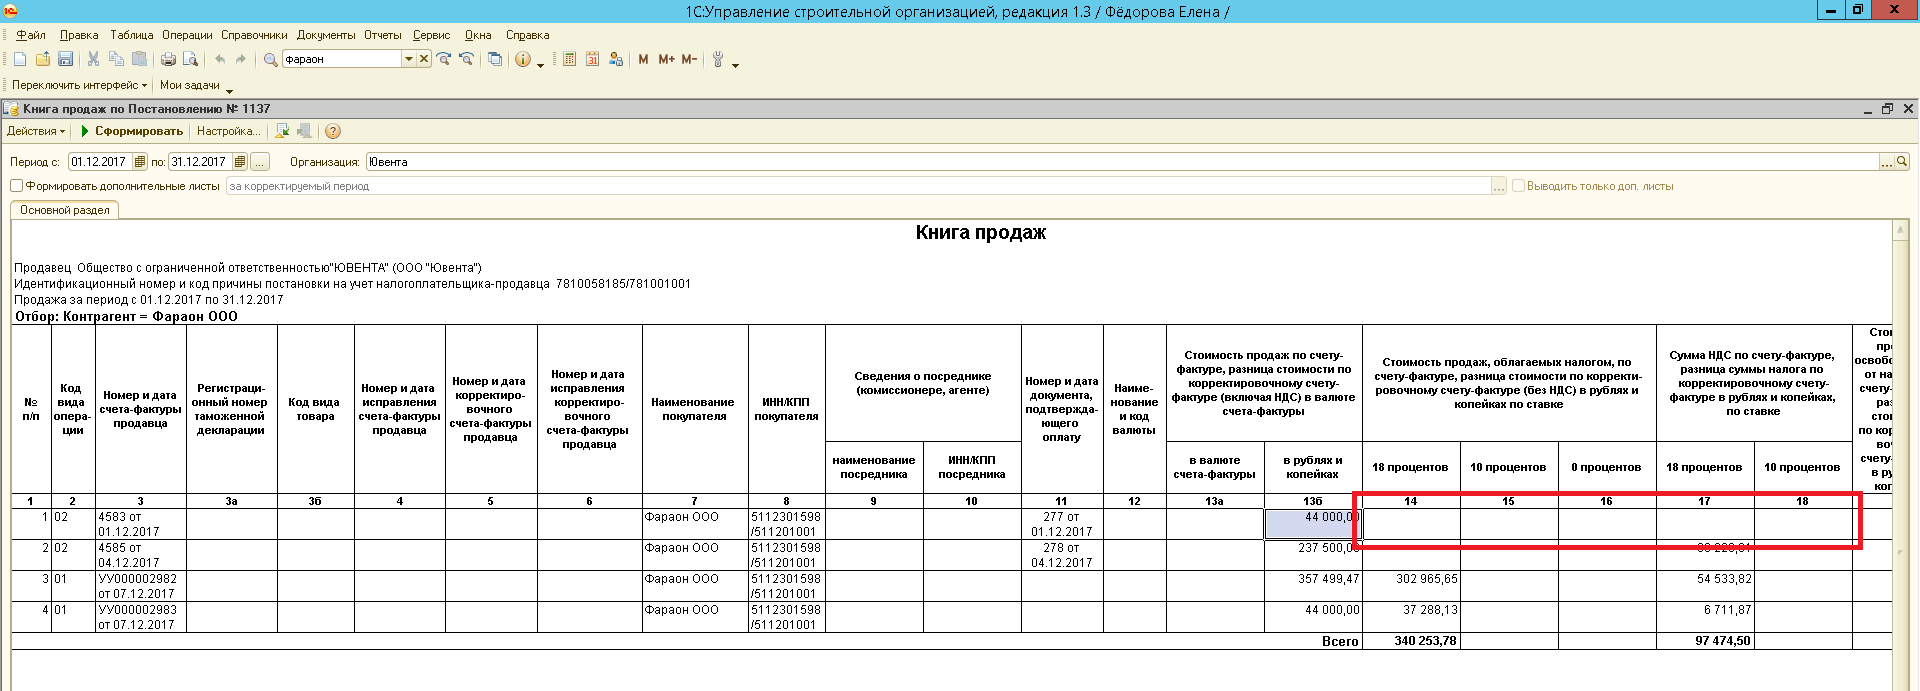 1С:Управление строительной организацией, редакция 1.3 / Фёдорова Елена /
Файл Правка Таблица Операции Справочники Документы Отчеты Сервис Окна Справка
фараон M M+ M-
Переключить интерфейс Мои задачи
Книга продаж по Постановлению № 1137
Действия Сформировать Настройка...
Период с: 01.12.2017 по: 31.12.2017 ... Организация: Ювента
Формировать дополнительные листы за корректируемый период ... Выводить только доп. листы
Основной раздел
Книга продаж
Продавец Общество с ограниченной ответственностью"ЮВЕНТА" (ООО "Ювента")
Идентификационный номер и код причины постановки на учет налогоплательщика-продавца 7810058185/781001001
Продажа за период с 01.12.2017 по 31.12.2017
Отбор: Контрагент = Фараон ООО
№
п/п
Код
вида
опера-
ции
Номер и дата
счета-фактуры
продавца
Регистраци-
онный номер
таможенной
декларации
Код вида
товара
Номер и дата
исправления
счета-фактуры
продавца
Номер и дата
корректиро-
вочного
счета-фактуры
продавца
Номер и дата
исправления
корректиро-
вочного
счета-фактуры
продавца
Наименование
покупателя
ИНН/КПП
покупателя
Сведения о посреднике
(комиссионере, агенте)
наименование
посредника
ИНН/КПП
посредника
Номер и дата
документа,
подтвержда-
ющего
оплату
Наиме-
нование
и код
валюты
Стоимость продаж по счету-
фактуре, разница стоимости по
корректировочному счету-
фактуре (включая НДС) в валюте
счета-фактуры
в валюте
счета-фактуры
в рублях и
копейках
Стоимость продаж, облагаемых налогом, по
счету-фактуре, разница стоимости по корректи-
ровочному счету-фактуре (без НДС) в рублях и
копейках по ставке
18 процентов 10 процентов 0 процентов
Сумма НДС по счету-фактуре,
разница суммы налога по
корректировочному счету-
фактуре в рублях и копейках,
по ставке
18 процентов 10 процентов
1 2 3 3а 3б 4 5 6 7 8 9 10 11 12 13а 13б 14 15 16 17 18
1 02 4583 от Фараон ООО 5112301598 277 от 44 000,00
01.12.2017 /511201001 01.12.2017
2 02 4585 от Фараон ООО 5112301598 278 от 237 500,00
04.12.2017 /511201001 04.12.2017
3 01 УУ000002982 Фараон ООО 5112301598 357 499,47 302 965,65 54 533,82
от 07.12.2017 /511201001
4 01 УУ000002983 Фараон ООО 5112301598 44 000,00 37 288,13 6 711,87
от 07.12.2017 /511201001
Всего 340 253,78 97 474,50